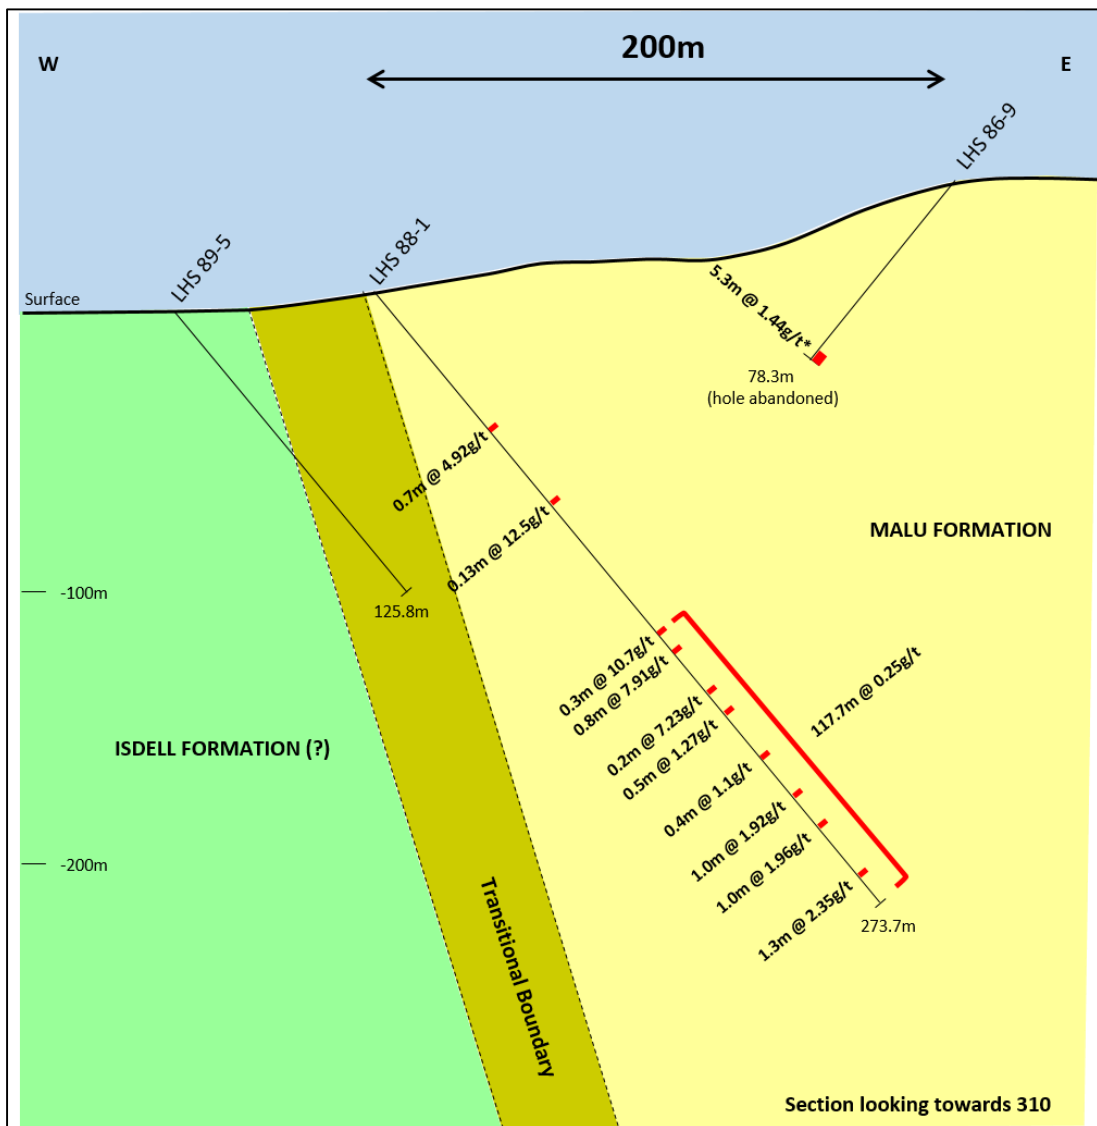 200m
W
E
LHS 86-9
LHS 89-5
LHS 88-1
Surface
5.3m @ 1.44g/t*
78.3m
(hole abandoned)
0.7m @ 4.92g/t
0.13m @ 12.5g/t
MALU FORMATION
-100m
125.8m
0.3m @ 10.7g/t
0.8m @ 7.91g/t
0.2m @ 7.23g/t
0.5m @ 1.27g/t
117.7m @ 0.25g/t
ISDELL FORMATION (?)
0.4m @ 1.1g/t
1.0m @ 1.92g/t
1.0m @ 1.96g/t
-200m
1.3m @ 2.35g/t
273.7m
Transitional Boundary
Section looking towards 310